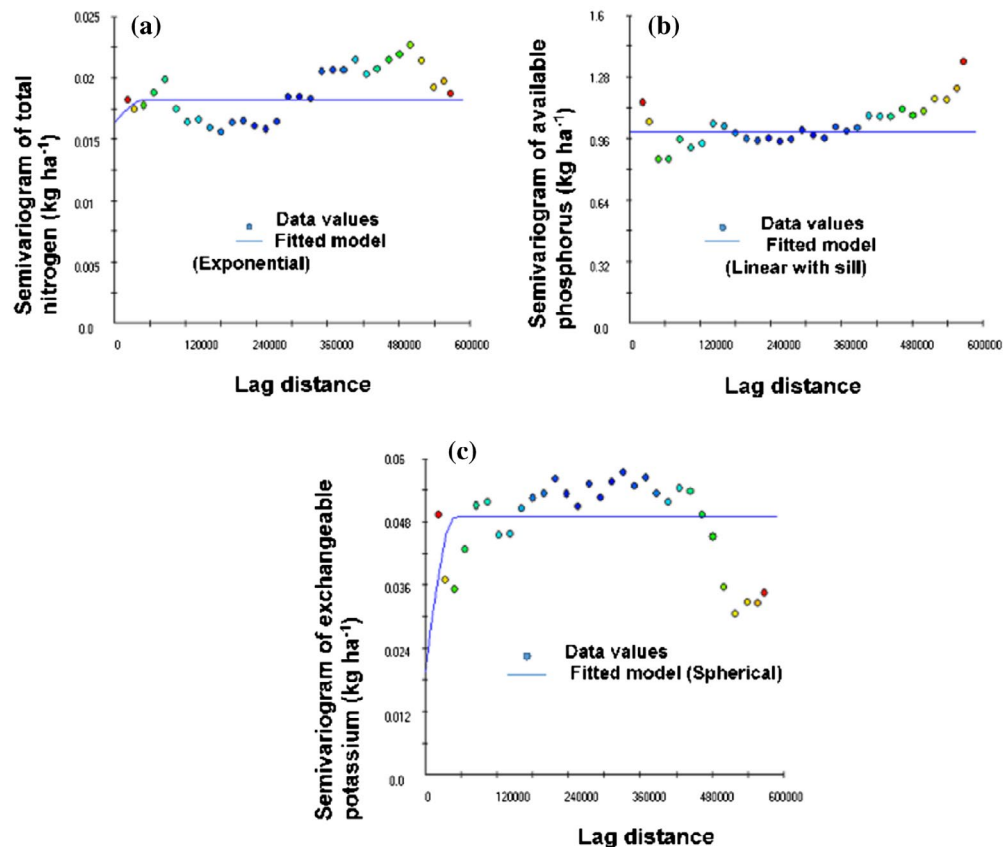 (a)
0.025
0.02
0.015
0.01
0.005
0.0
Semivariogram of total
nitrogen (kg ha⁻¹)
Data values
Fitted model
(Exponential)
0 120000 240000 360000 480000 600000
Lag distance
(b)
1.6
1.28
0.96
0.64
0.32
0
Semivariogram of available
phosphorus (kg ha⁻¹)
Data values
Fitted model
(Linear with sill)
0 120000 240000 360000 480000 600000
Lag distance
(c)
0.06
0.048
0.036
0.024
0.012
0.0
Semivariogram of exchangeable
potassium (kg ha⁻¹)
Data values
Fitted model (Spherical)
0 120000 240000 360000 480000 600000
Lag distance